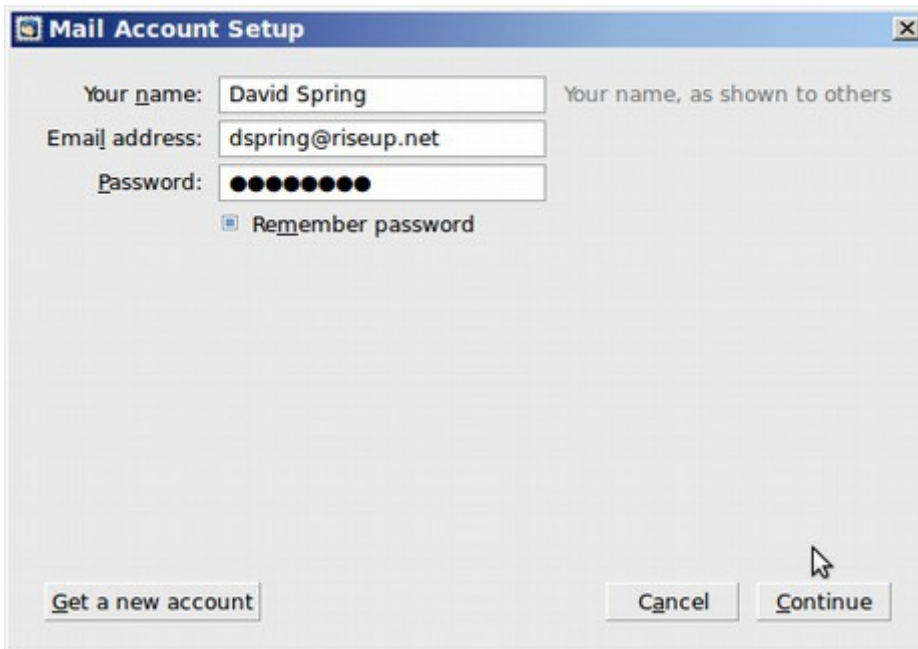 Mail Account Setup
Your name: David Spring Your name, as shown to others
Email address: dspring@riseup.net
Password: ●●●●●●●●
Remember password
Get a new account Cancel Continue